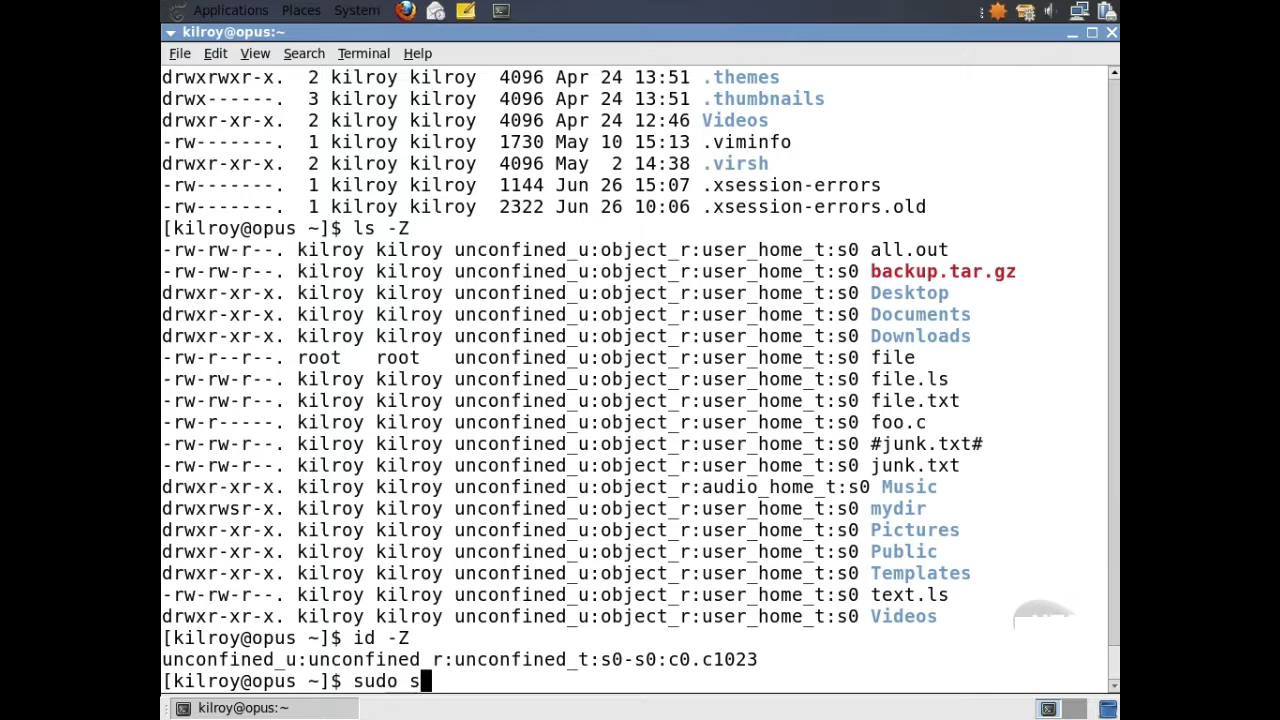 Applications Places System
kilroy@opus:~
File Edit View Search Terminal Help
drwxrwxr-x. 2 kilroy kilroy 4096 Apr 24 13:51 .themes
drwx------. 3 kilroy kilroy 4096 Apr 24 13:51 .thumbnails
drwxr-xr-x. 2 kilroy kilroy 4096 Apr 24 12:46 Videos
-rw-------. 1 kilroy kilroy 1730 May 10 15:13 .viminfo
drwxr-xr-x. 2 kilroy kilroy 4096 May  2 14:38 .virsh
-rw-------. 1 kilroy kilroy 1144 Jun 26 15:07 .xsession-errors
-rw-------. 1 kilroy kilroy 2322 Jun 26 10:06 .xsession-errors.old
[kilroy@opus ~]$ ls -Z
-rw-rw-r--. kilroy kilroy unconfined_u:object_r:user_home_t:s0 all.out
-rw-rw-r--. kilroy kilroy unconfined_u:object_r:user_home_t:s0 backup.tar.gz
drwxr-xr-x. kilroy kilroy unconfined_u:object_r:user_home_t:s0 Desktop
drwxr-xr-x. kilroy kilroy unconfined_u:object_r:user_home_t:s0 Documents
drwxr-xr-x. kilroy kilroy unconfined_u:object_r:user_home_t:s0 Downloads
-rw-r--r--. root   root   unconfined_u:object_r:user_home_t:s0 file
-rw-rw-r--. kilroy kilroy unconfined_u:object_r:user_home_t:s0 file.ls
-rw-rw-r--. kilroy kilroy unconfined_u:object_r:user_home_t:s0 file.txt
-rw-r-----. kilroy kilroy unconfined_u:object_r:user_home_t:s0 foo.c
-rw-rw-r--. kilroy kilroy unconfined_u:object_r:user_home_t:s0 #junk.txt#
-rw-rw-r--. kilroy kilroy unconfined_u:object_r:user_home_t:s0 junk.txt
drwxr-xr-x. kilroy kilroy unconfined_u:object_r:audio_home_t:s0 Music
drwxrwsr-x. kilroy kilroy unconfined_u:object_r:user_home_t:s0 mydir
drwxr-xr-x. kilroy kilroy unconfined_u:object_r:user_home_t:s0 Pictures
drwxr-xr-x. kilroy kilroy unconfined_u:object_r:user_home_t:s0 Public
drwxr-xr-x. kilroy kilroy unconfined_u:object_r:user_home_t:s0 Templates
-rw-rw-r--. kilroy kilroy unconfined_u:object_r:user_home_t:s0 text.ls
drwxr-xr-x. kilroy kilroy unconfined_u:object_r:user_home_t:s0 Videos
[kilroy@opus ~]$ id -Z
unconfined_u:unconfined_r:unconfined_t:s0-s0:c0.c1023
[kilroy@opus ~]$ sudo s
kilroy@opus:~